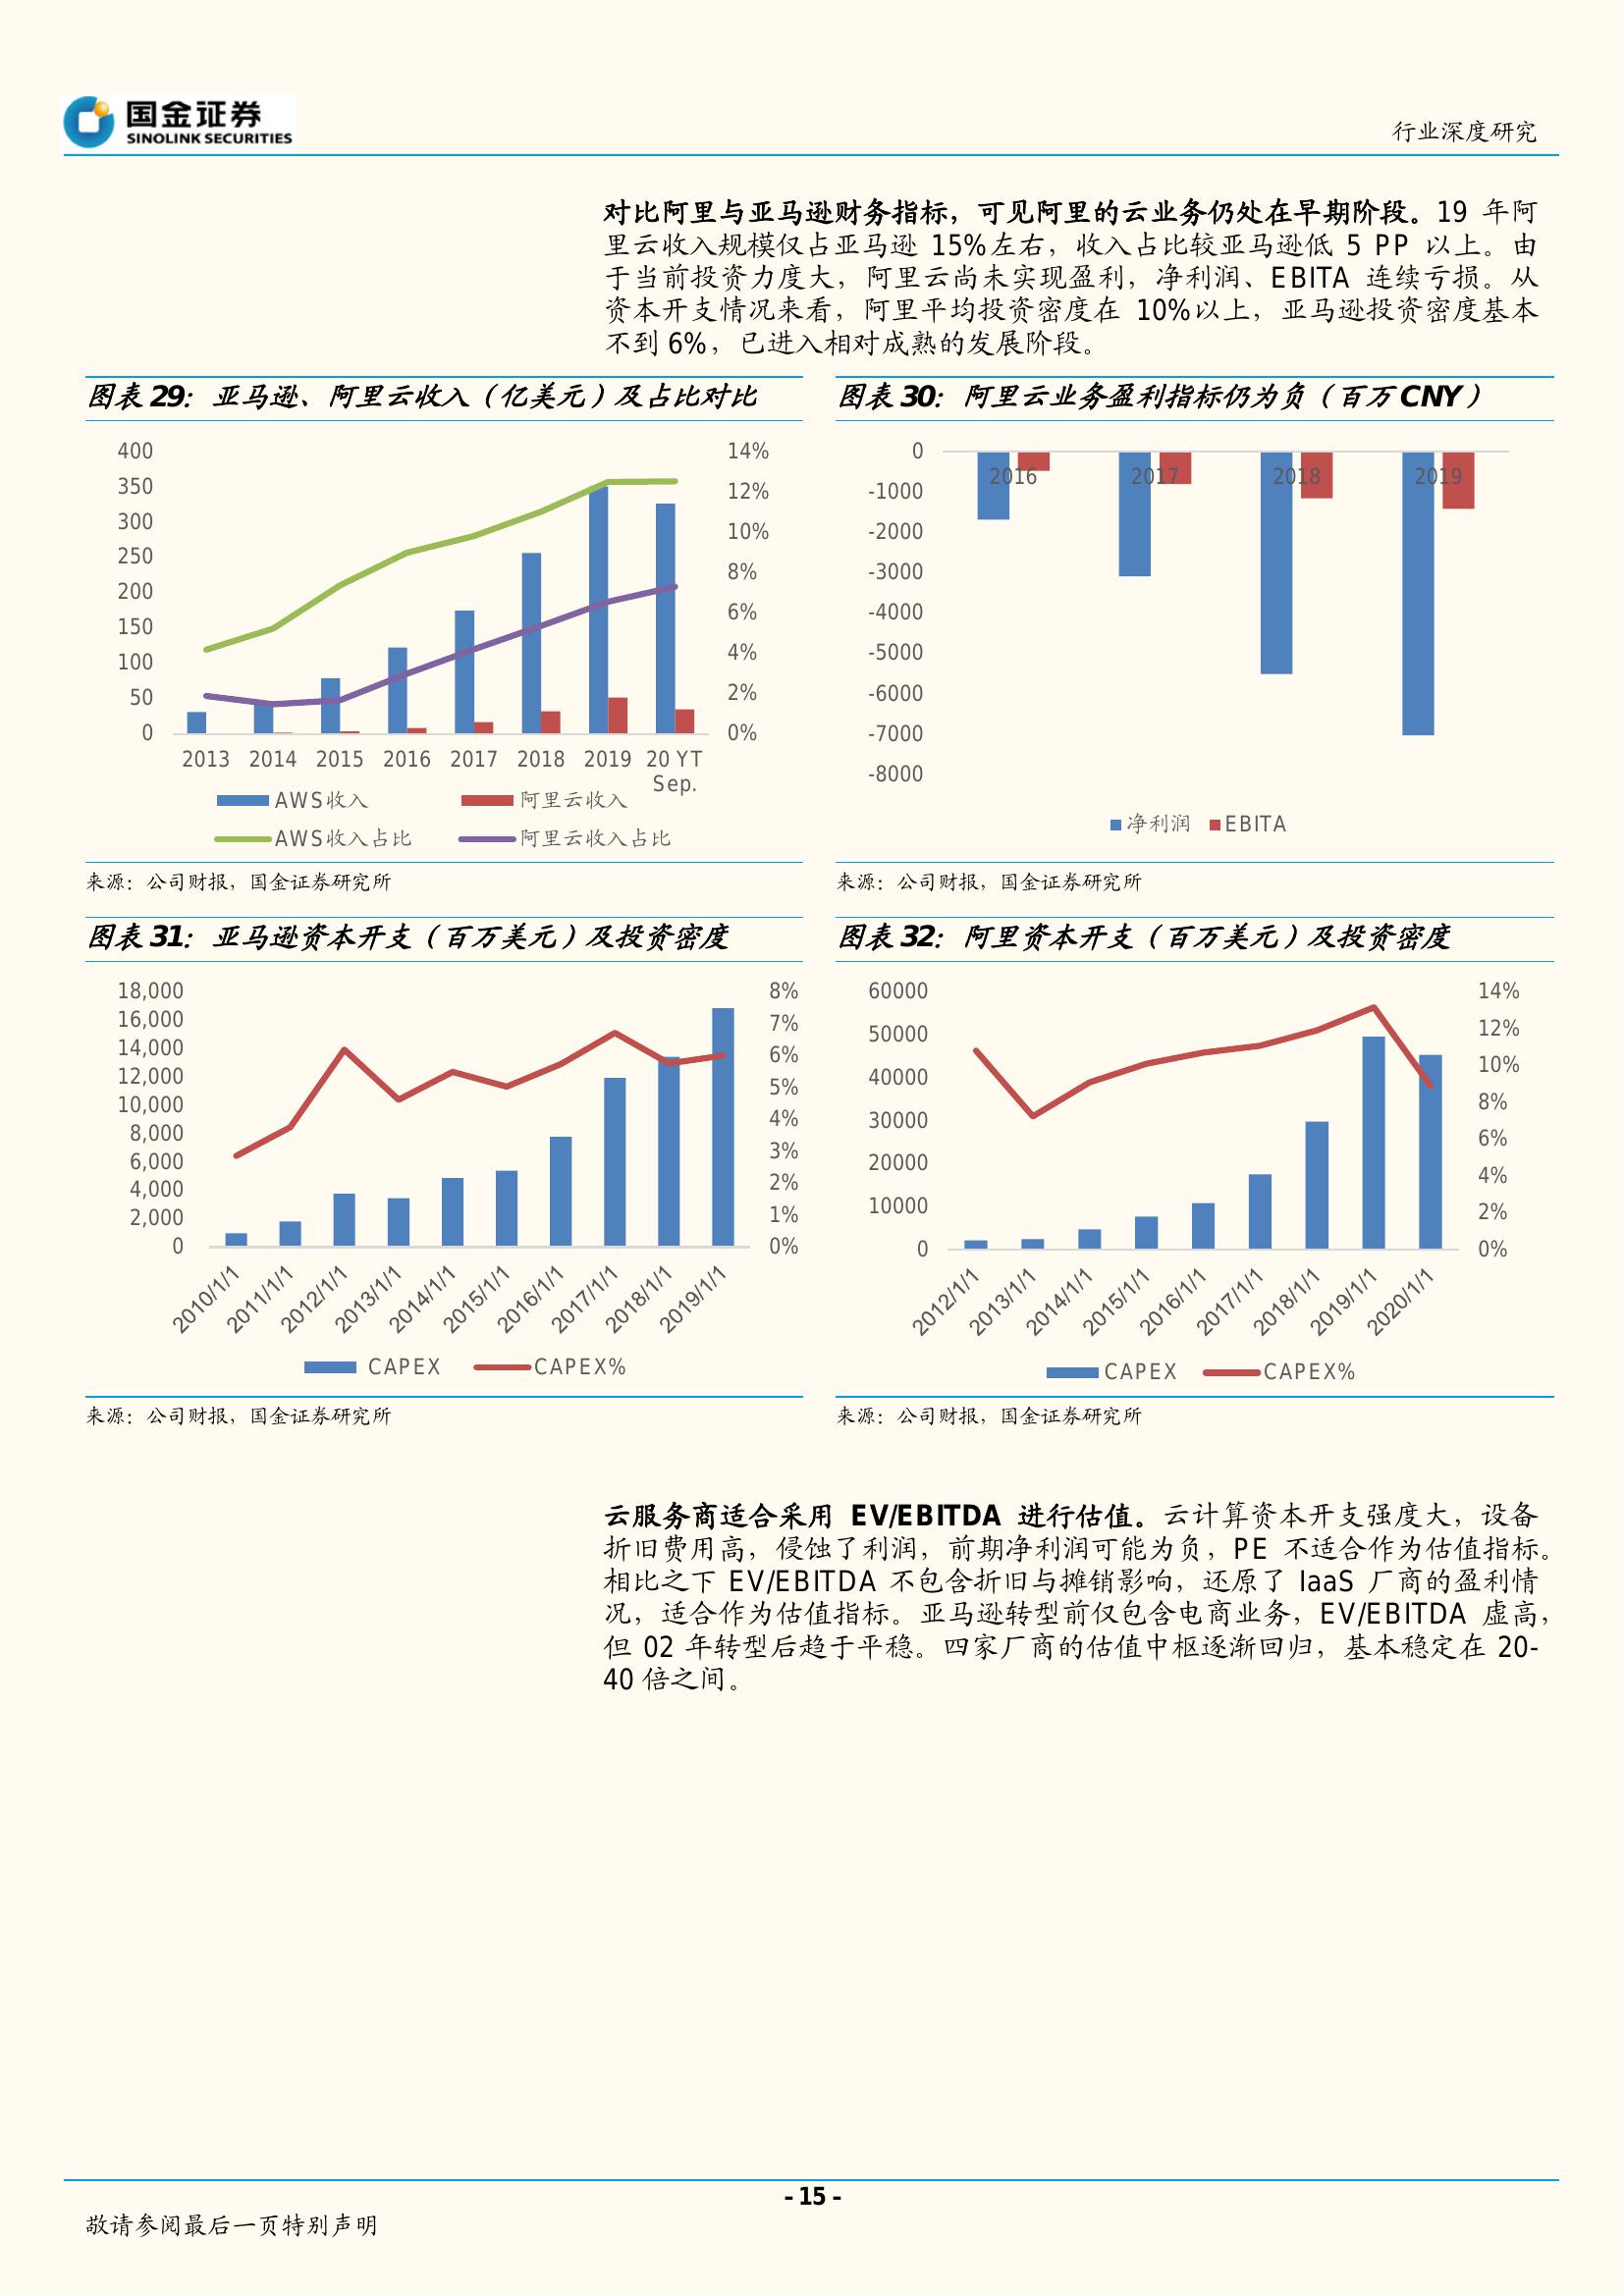 国金证券
SINOLINK SECURITIES
行业深度研究
对比阿里与亚马逊财务指标，可见阿里的云业务仍处在早期阶段。19 年阿
里云收入规模仅占亚马逊 15%左右，收入占比较亚马逊低 5 PP 以上。由
于当前投资力度大，阿里云尚未实现盈利，净利润、EBITA 连续亏损。从
资本开支情况来看，阿里平均投资密度在 10%以上，亚马逊投资密度基本
不到 6%，已进入相对成熟的发展阶段。
图表 29：亚马逊、阿里云收入（亿美元）及占比对比
400
350
300
250
200
150
100
50
0
14%
12%
10%
8%
6%
4%
2%
0%
2013 2014 2015 2016 2017 2018 2019 20 YT
Sep.
AWS收入 阿里云收入
AWS收入占比 阿里云收入占比
来源：公司财报，国金证券研究所
图表 30：阿里云业务盈利指标仍为负（百万 CNY）
0
-1000
-2000
-3000
-4000
-5000
-6000
-7000
-8000
2016 2017 2018 2019
净利润 EBITA
来源：公司财报，国金证券研究所
图表 31：亚马逊资本开支（百万美元）及投资密度
18,000
16,000
14,000
12,000
10,000
8,000
6,000
4,000
2,000
0
8%
7%
6%
5%
4%
3%
2%
1%
0%
2010/1/1 2011/1/1 2012/1/1 2013/1/1 2014/1/1 2015/1/1 2016/1/1 2017/1/1 2018/1/1 2019/1/1
CAPEX CAPEX%
来源：公司财报，国金证券研究所
图表 32：阿里资本开支（百万美元）及投资密度
60000
50000
40000
30000
20000
10000
0
14%
12%
10%
8%
6%
4%
2%
0%
2012/1/1 2013/1/1 2014/1/1 2015/1/1 2016/1/1 2017/1/1 2018/1/1 2019/1/1 2020/1/1
CAPEX CAPEX%
来源：公司财报，国金证券研究所
云服务商适合采用 EV/EBITDA 进行估值。云计算资本开支强度大，设备
折旧费用高，侵蚀了利润，前期净利润可能为负，PE 不适合作为估值指标。
相比之下 EV/EBITDA 不包含折旧与摊销影响，还原了 IaaS 厂商的盈利情
况，适合作为估值指标。亚马逊转型前仅包含电商业务，EV/EBITDA 虚高，
但 02 年转型后趋于平稳。四家厂商的估值中枢逐渐回归，基本稳定在 20-
40 倍之间。
- 15 -
敬请参阅最后一页特别声明